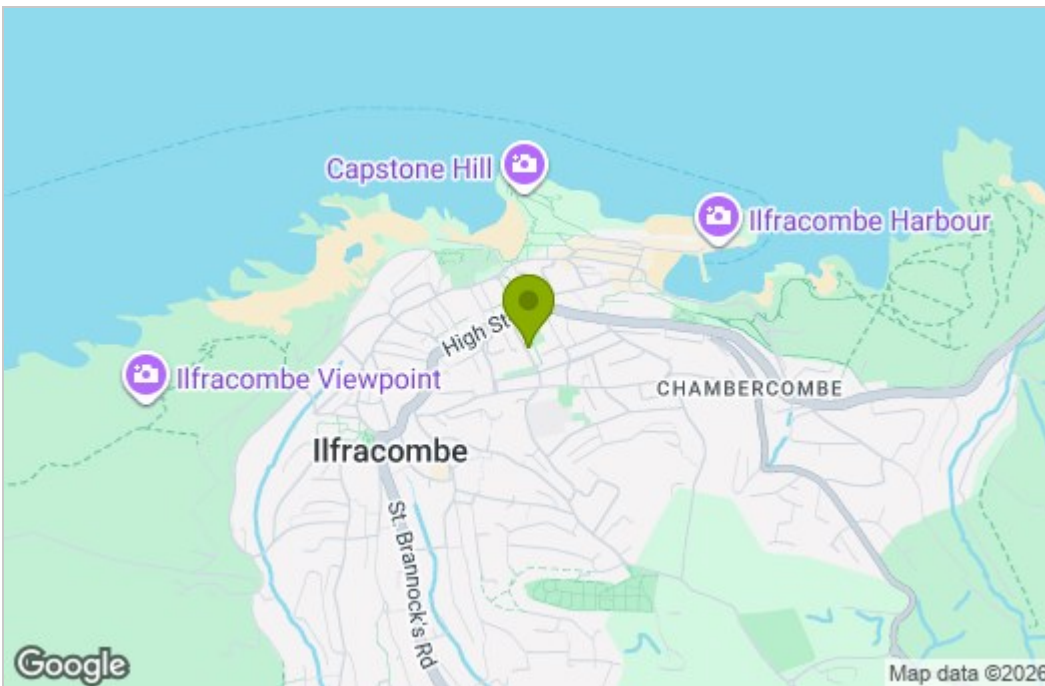 Capstone Hill
Ilfracombe Harbour
High St
Ilfracombe Viewpoint
CHAMBERCOMBE
Ilfracombe
St. Brannock's Rd
Google
Map data ©2026